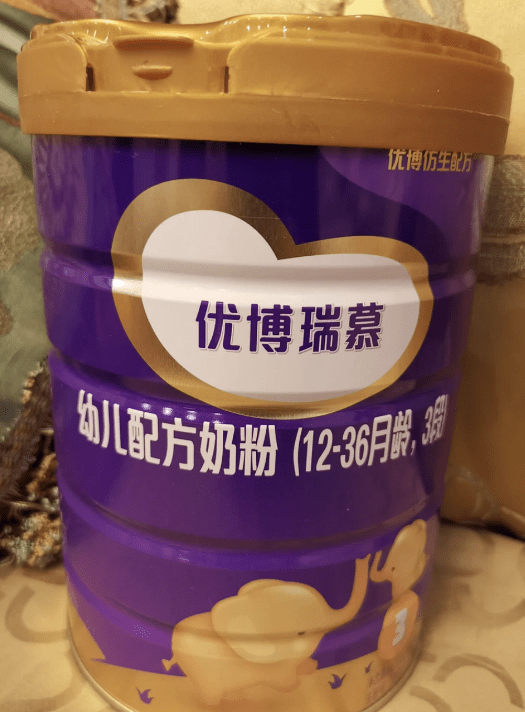 优博仿生配方
优博瑞慕
幼儿配方奶粉 (12-36月龄, 3段)
3